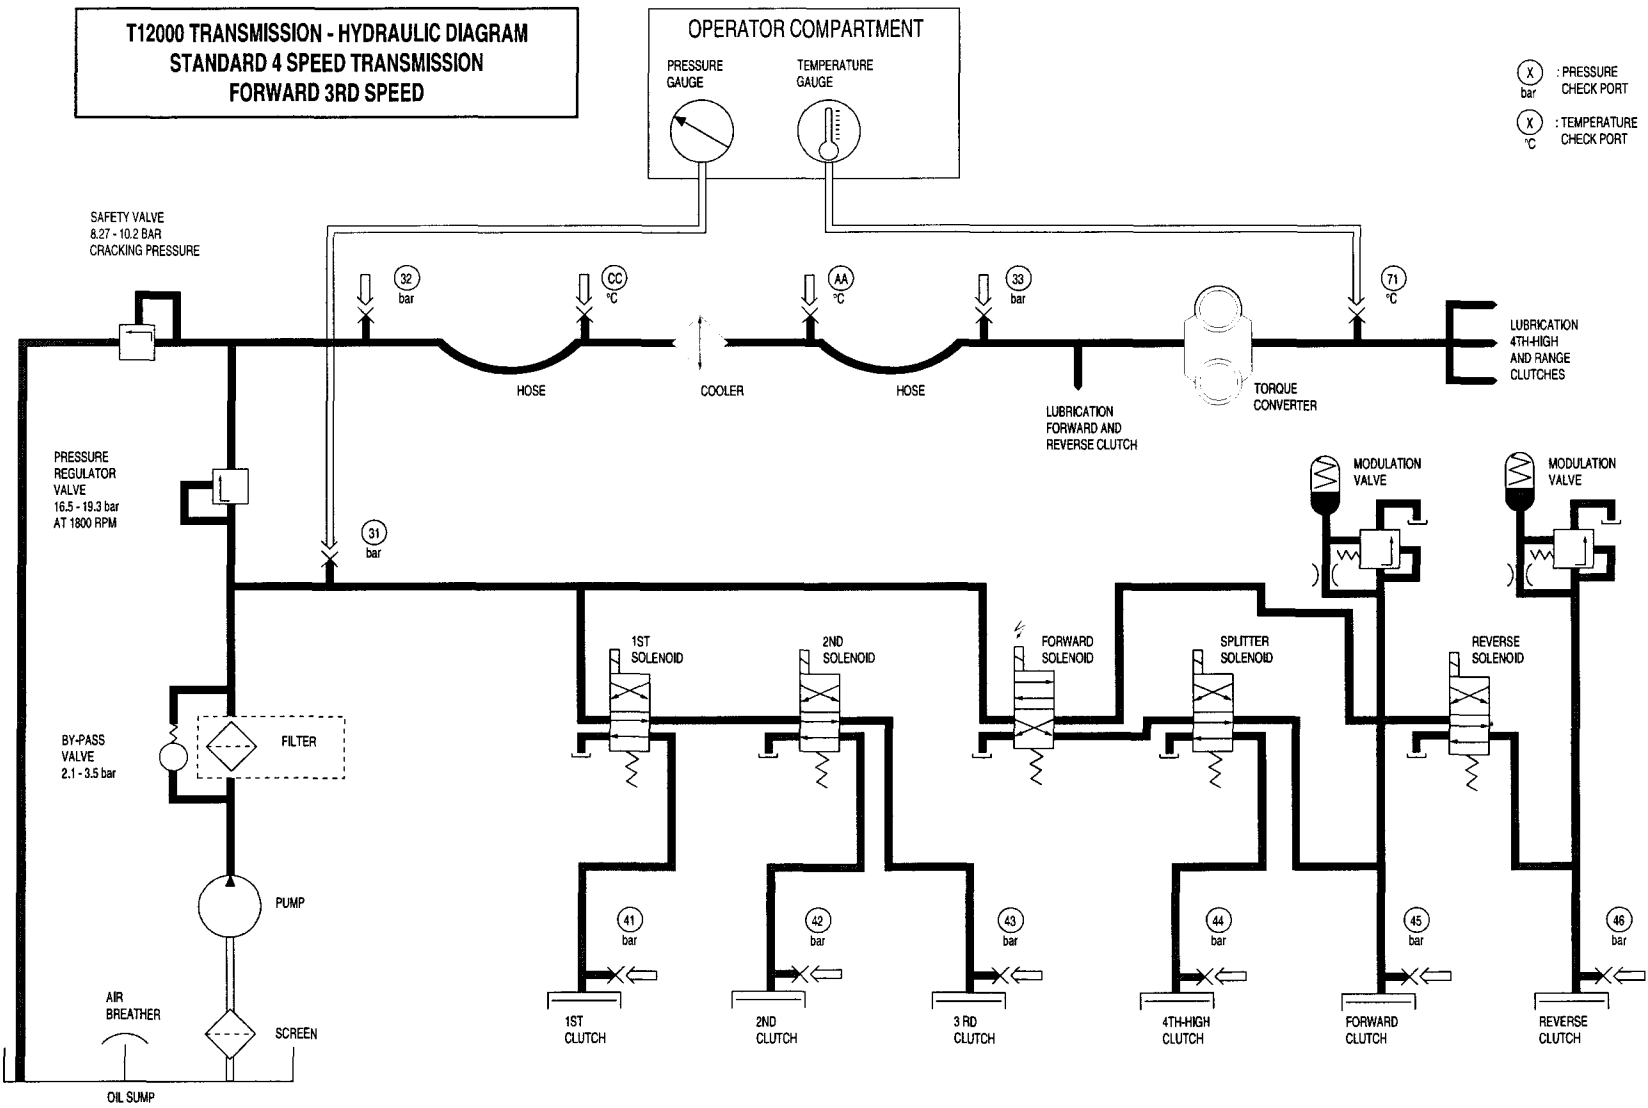 T12000 TRANSMISSION - HYDRAULIC DIAGRAM
STANDARD 4 SPEED TRANSMISSION
FORWARD 3RD SPEED
OPERATOR COMPARTMENT
PRESSURE
GAUGE
TEMPERATURE
GAUGE
X
bar
: PRESSURE
CHECK PORT
X
°C
: TEMPERATURE
CHECK PORT
SAFETY VALVE
8.27 - 10.2 BAR
CRACKING PRESSURE
32
bar
CC
°C
AA
°C
33
bar
71
°C
HOSE
COOLER
HOSE
LUBRICATION
FORWARD AND
REVERSE CLUTCH
TORQUE
CONVERTER
LUBRICATION
4TH-HIGH
AND RANGE
CLUTCHES
PRESSURE
REGULATOR
VALVE
16.5 - 19.3 bar
AT 1800 RPM
31
bar
MODULATION
VALVE
MODULATION
VALVE
1ST
SOLENOID
2ND
SOLENOID
FORWARD
SOLENOID
SPLITTER
SOLENOID
REVERSE
SOLENOID
BY-PASS
VALVE
2.1 - 3.5 bar
FILTER
PUMP
41
bar
42
bar
43
bar
44
bar
45
bar
46
bar
AIR
BREATHER
SCREEN
OIL SUMP
1ST
CLUTCH
2ND
CLUTCH
3 RD
CLUTCH
4TH-HIGH
CLUTCH
FORWARD
CLUTCH
REVERSE
CLUTCH